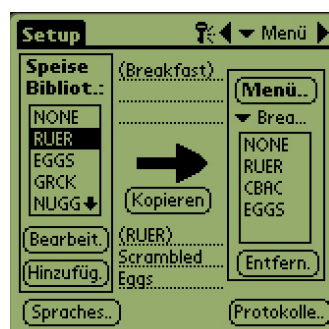 Setup
Menü
Speise
Bibliot.:
NONE
RUER
EGGS
GRCK
NUGG
Bearbeit.
Hinzufüg.
Spraches..
(Breakfast)
Kopieren
(RUER)
Scrambled
Eggs
Menü..
Brea...
NONE
RUER
CBAC
EGGS
Entfern.
Protokolle..